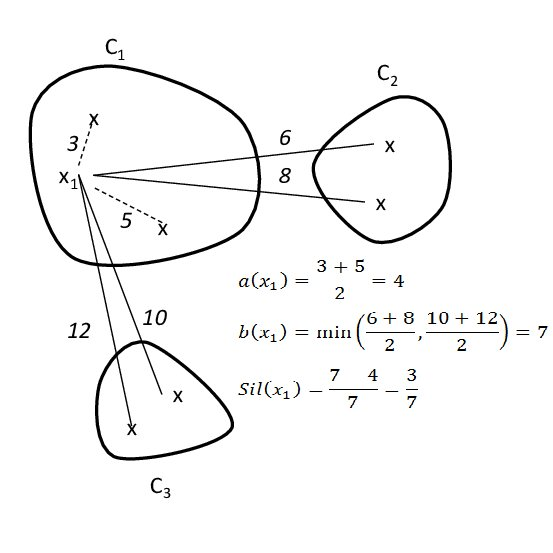 C₁
C₂
x
3
6
x
x₁
8
x
5
x
a(x₁) = (3 + 5)/2 = 4
12
10
b(x₁) = min((6 + 8)/2, (10 + 12)/2) = 7
x
Sil(x₁) − (7 4)/7 − 3/7
x
C₃